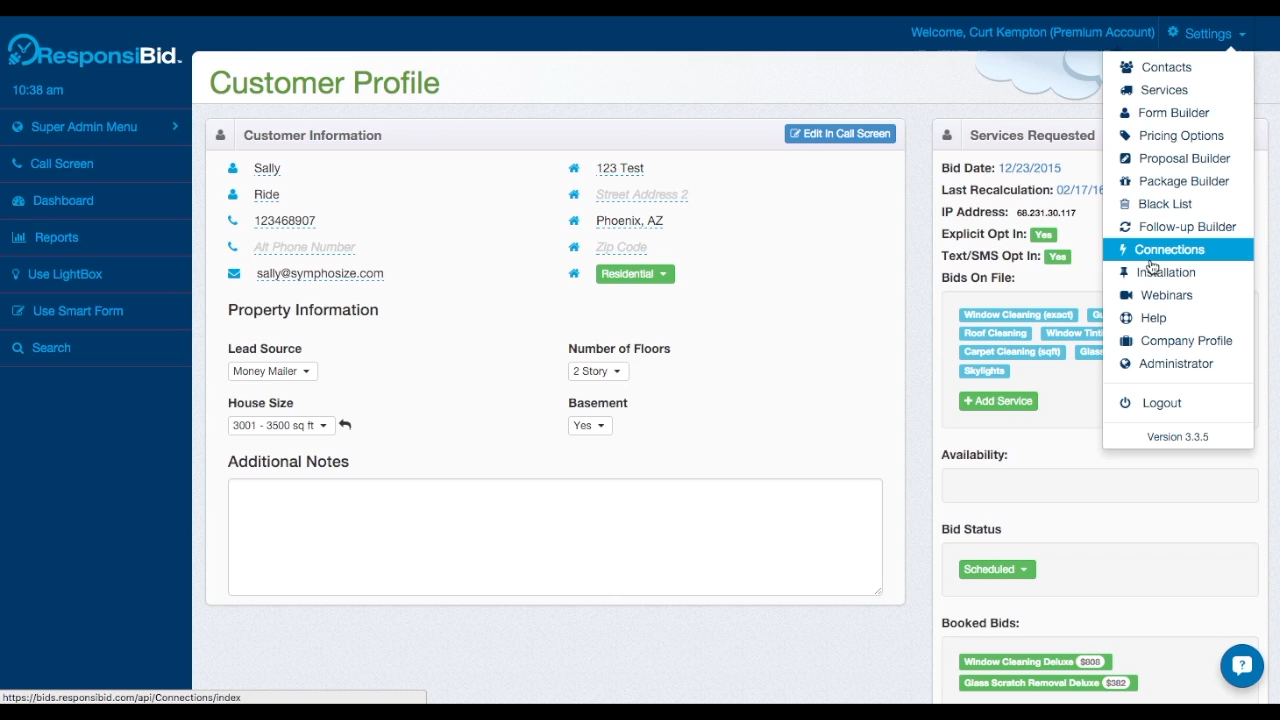 Welcome, Curt Kempton (Premium Account) Settings
ResponsiBid
10:38 am
Super Admin Menu
Call Screen
Dashboard
Reports
Use LightBox
Use Smart Form
Search
Customer Profile
Customer Information
Edit In Call Screen
Sally
123 Test
Ride
Street Address 2
123468907
Phoenix, AZ
Alt Phone Number
Zip Code
sally@symphosize.com
Residential
Property Information
Lead Source
Number of Floors
Money Mailer
2 Story
House Size
Basement
3001 - 3500 sq ft
Yes
Additional Notes
Services Requested
Bid Date: 12/23/2015
Last Recalculation: 02/17/16
IP Address: 68.231.30.117
Explicit Opt In: Yes
Text/SMS Opt In: Yes
Bids On File:
Window Cleaning (exact)
Roof Cleaning
Carpet Cleaning (sqft)
Skylights
+ Add Service
Availability:
Bid Status
Scheduled
Booked Bids:
Window Cleaning Deluxe $808
Glass Scratch Removal Deluxe $382
Contacts
Services
Form Builder
Pricing Options
Proposal Builder
Package Builder
Black List
Follow-up Builder
Connections
Installation
Webinars
Help
Company Profile
Administrator
Logout
Version 3.3.5
https://bids.responsibid.com/api/Connections/index